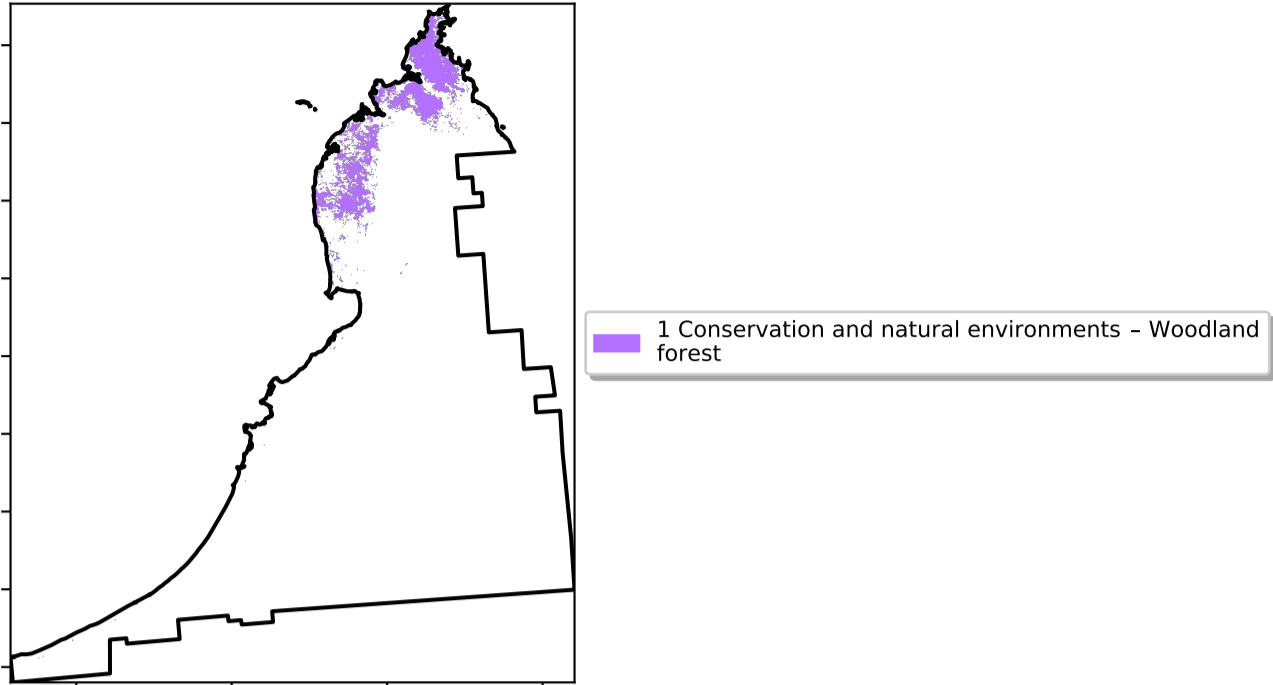 1 Conservation and natural environments – Woodland
forest